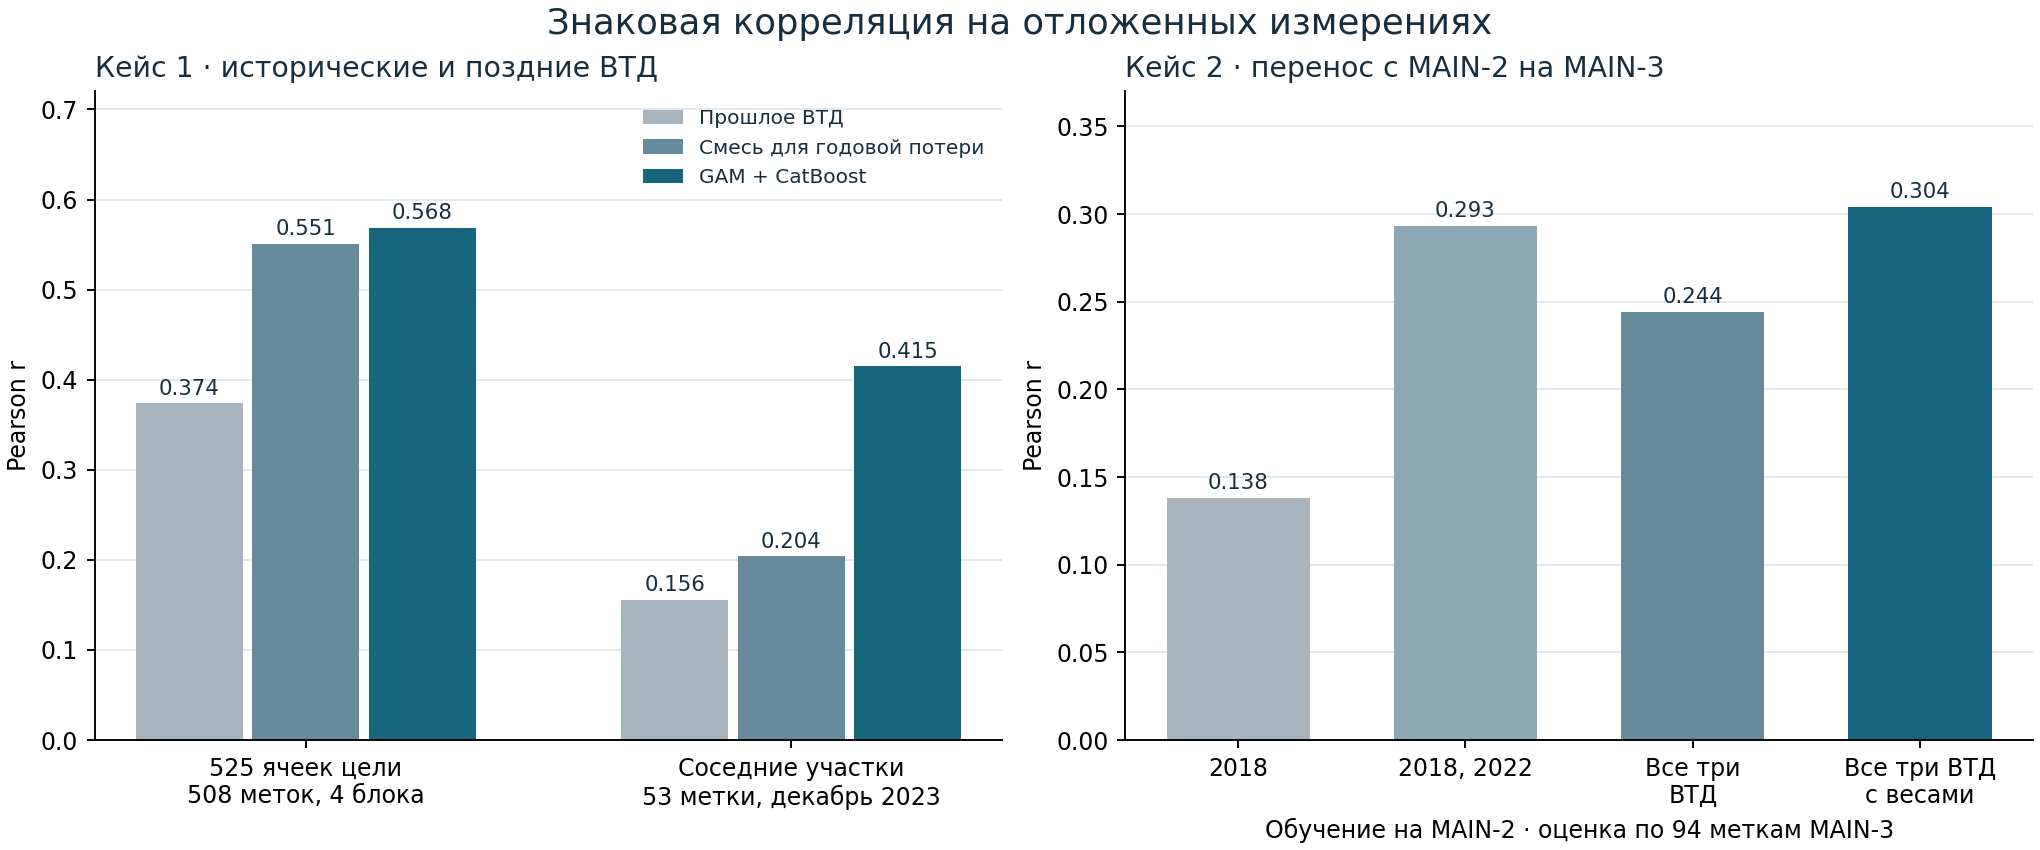 Знаковая корреляция на отложенных измерениях
Кейс 1 · исторические и поздние ВТД
Pearson r
0.7
0.6
0.5
0.4
0.3
0.2
0.1
0.0
Прошлое ВТД
Смесь для годовой потери
GAM + CatBoost
0.374
0.551
0.568
0.156
0.204
0.415
525 ячеек цели
508 меток, 4 блока
Соседние участки
53 метки, декабрь 2023
Кейс 2 · перенос с MAIN-2 на MAIN-3
Pearson r
0.35
0.30
0.25
0.20
0.15
0.10
0.05
0.00
0.138
0.293
0.244
0.304
2018
2018, 2022
Все три
ВТД
Все три ВТД
с весами
Обучение на MAIN-2 · оценка по 94 меткам MAIN-3